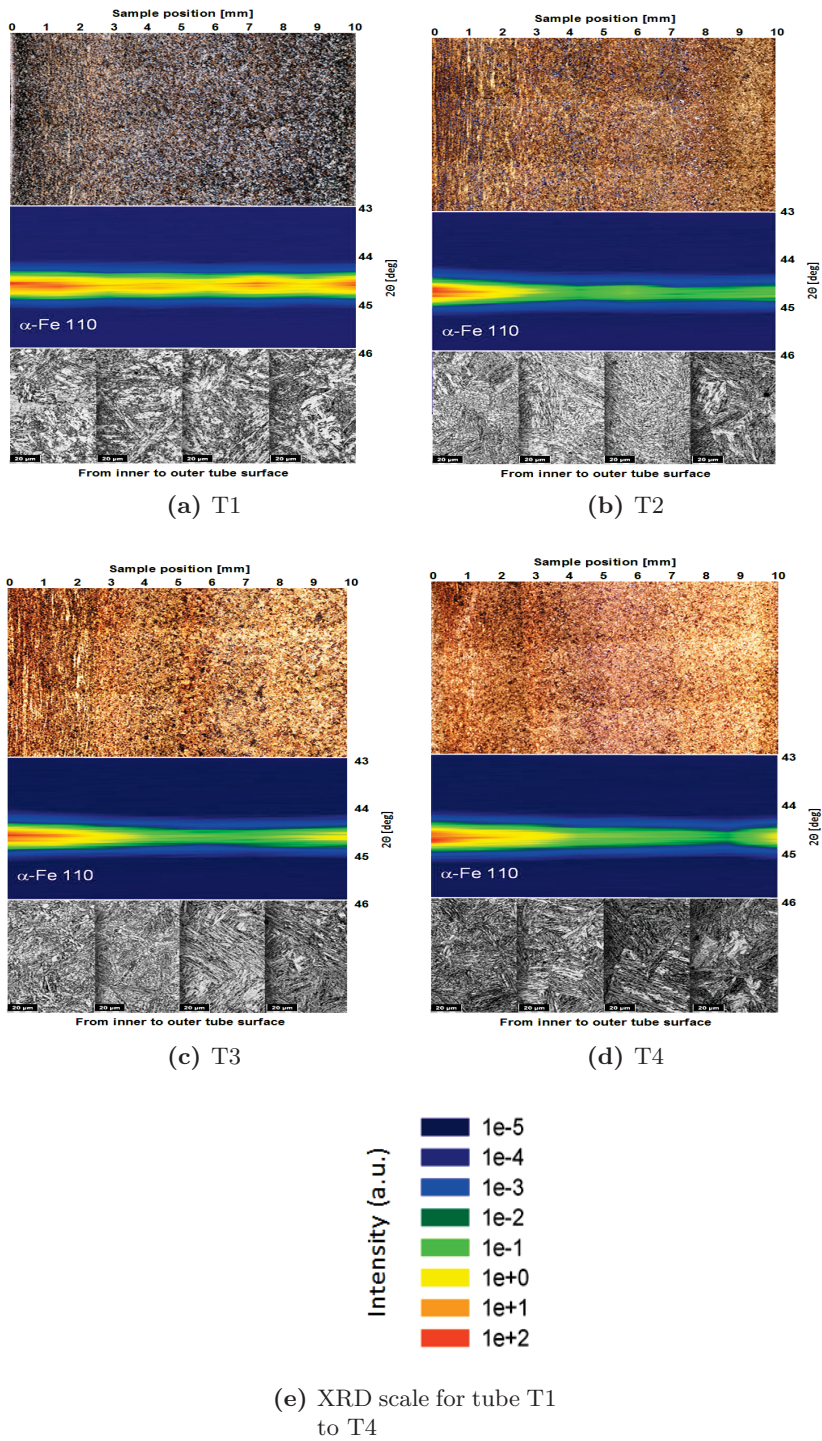 Sample position [mm]
0 1 2 3 4 5 6 7 8 9 10
43
44
45
46
2Θ [deg]
α-Fe 110
20 µm 20 µm 20 µm 20 µm
From inner to outer tube surface
(a) T1
Sample position [mm]
0 1 2 3 4 5 6 7 8 9 10
43
44
45
46
2Θ [deg]
α-Fe 110
20 µm 20 µm 20 µm 20 µm
From inner to outer tube surface
(b) T2
Sample position [mm]
0 1 2 3 4 5 6 7 8 9 10
43
44
45
46
2Θ [deg]
α-Fe 110
20 µm 20 µm 20 µm 20 µm
From inner to outer tube surface
(c) T3
Sample position [mm]
0 1 2 3 4 5 6 7 8 9 10
43
44
45
46
2Θ [deg]
α-Fe 110
20 µm 20 µm 20 µm 20 µm
From inner to outer tube surface
(d) T4
Intensity (a.u.)
1e-5
1e-4
1e-3
1e-2
1e-1
1e+0
1e+1
1e+2
(e) XRD scale for tube T1
to T4